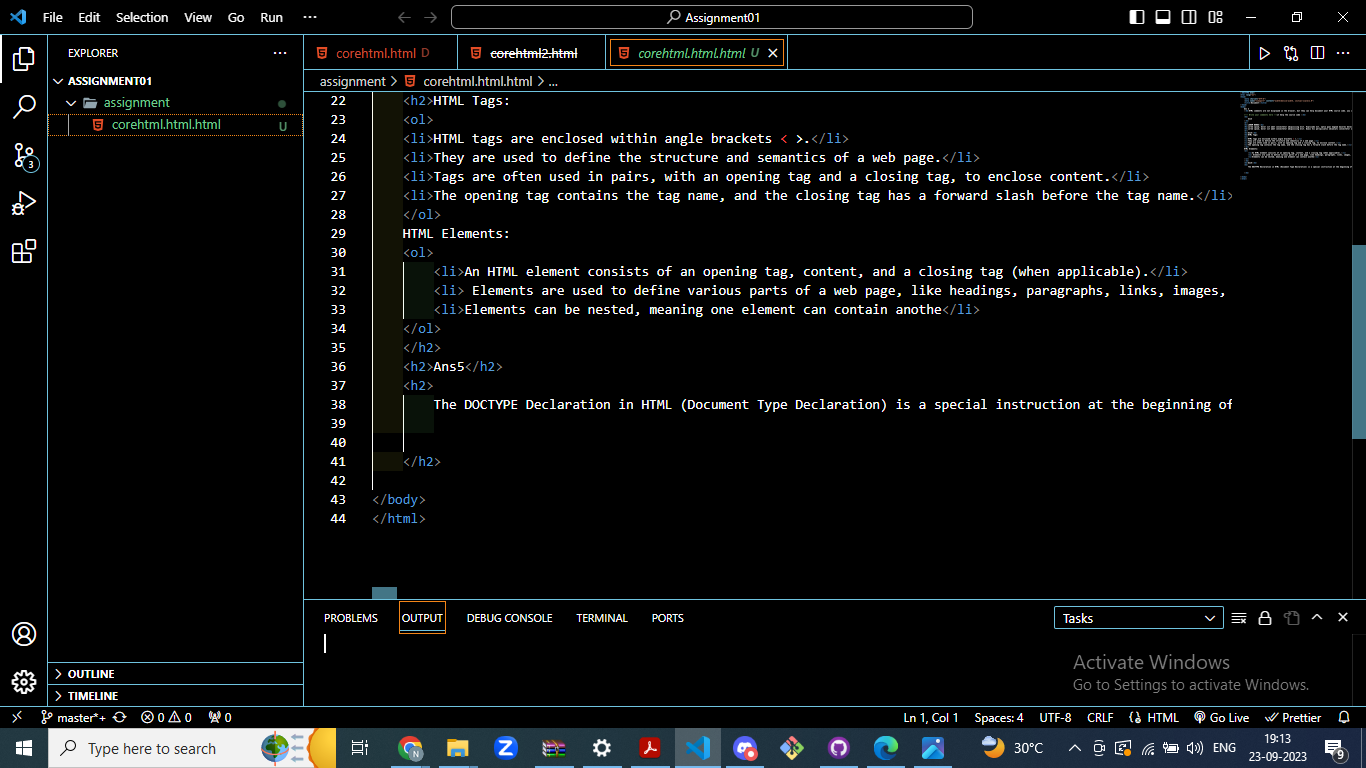 File Edit Selection View Go Run ··· Assignment01
EXPLORER ···
ASSIGNMENT01
assignment
corehtml.html.html U
OUTLINE
TIMELINE
3
corehtml.html D corehtml2.html corehtml.html.html U
assignment > corehtml.html.html > ...
22 <h2>HTML Tags:
23 <ol>
24 <li>HTML tags are enclosed within angle brackets < >.</li>
25 <li>They are used to define the structure and semantics of a web page.</li>
26 <li>Tags are often used in pairs, with an opening tag and a closing tag, to enclose content.</li>
27 <li>The opening tag contains the tag name, and the closing tag has a forward slash before the tag name.</li>
28 </ol>
29 HTML Elements:
30 <ol>
31 <li>An HTML element consists of an opening tag, content, and a closing tag (when applicable).</li>
32 <li> Elements are used to define various parts of a web page, like headings, paragraphs, links, images,
33 <li>Elements can be nested, meaning one element can contain anothe</li>
34 </ol>
35 </h2>
36 <h2>Ans5</h2>
37 <h2>
38 The DOCTYPE Declaration in HTML (Document Type Declaration) is a special instruction at the beginning of
39
40
41 </h2>
42
43 </body>
44 </html>
PROBLEMS OUTPUT DEBUG CONSOLE TERMINAL PORTS Tasks
Activate Windows
Go to Settings to activate Windows.
master*+ 0 0 0 Ln 1, Col 1 Spaces: 4 UTF-8 CRLF HTML Go Live Prettier
Type here to search 30°C ENG 19:13
23-09-2023 9